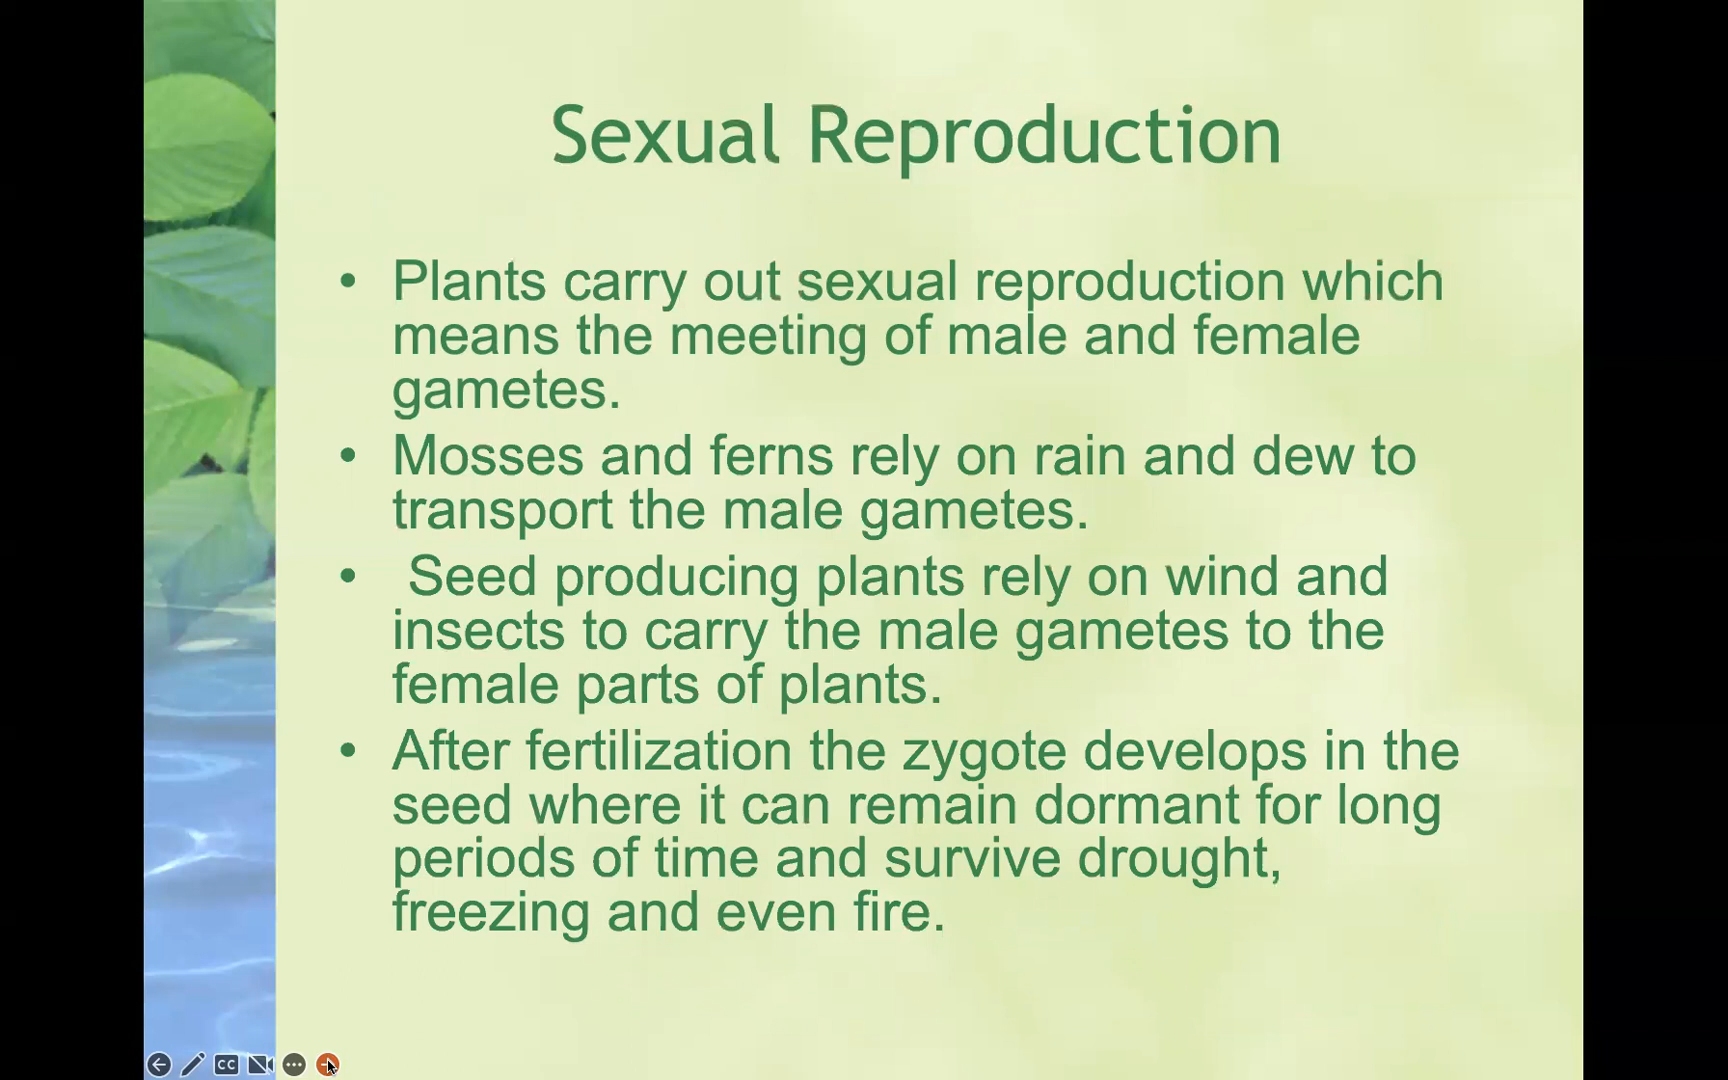 Sexual Reproduction
• Plants carry out sexual reproduction which
means the meeting of male and female
gametes.
• Mosses and ferns rely on rain and dew to
transport the male gametes.
• Seed producing plants rely on wind and
insects to carry the male gametes to the
female parts of plants.
• After fertilization the zygote develops in the
seed where it can remain dormant for long
periods of time and survive drought,
freezing and even fire.
CC